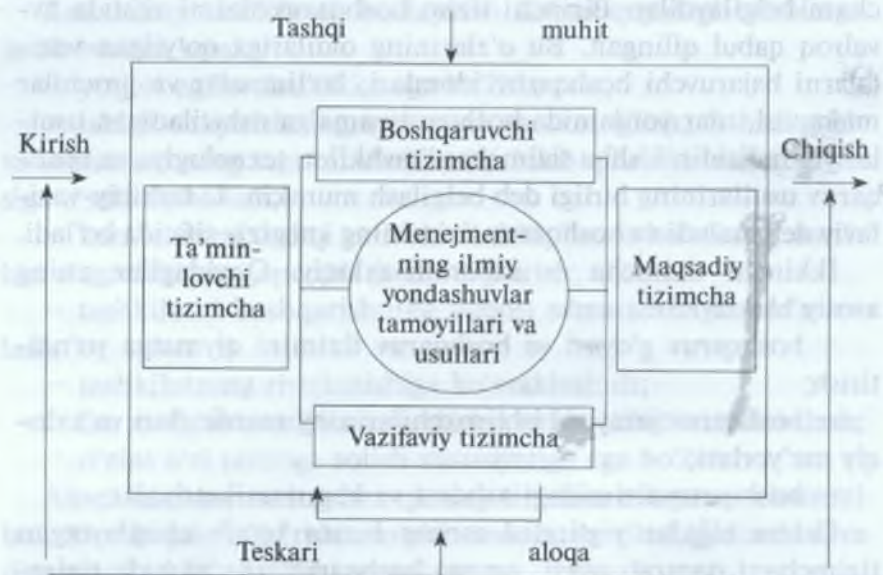 Tashqi muhit
Kirish
Boshqaruvchi
tizimcha
Chiqish
Ta'min-
lovchi
tizimcha
Menejment-
ning ilmiy
yondashuvlar
tamoyillari va
usullari
Maqsadiy
tizimcha
Vazifaviy tizimcha
Teskari aloqa